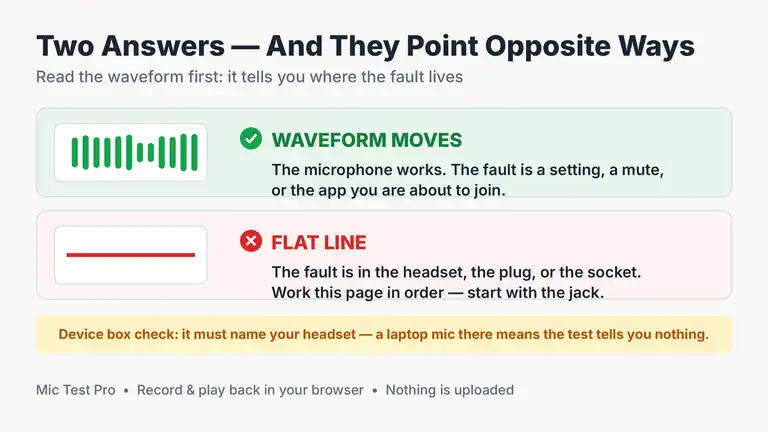 Two Answers — And They Point Opposite Ways
Read the waveform first: it tells you where the fault lives
WAVEFORM MOVES
The microphone works. The fault is a setting, a mute,
or the app you are about to join.
FLAT LINE
The fault is in the headset, the plug, or the socket.
Work this page in order — start with the jack.
Device box check: it must name your headset — a laptop mic there means the test tells you nothing.
Mic Test Pro • Record & play back in your browser • Nothing is uploaded